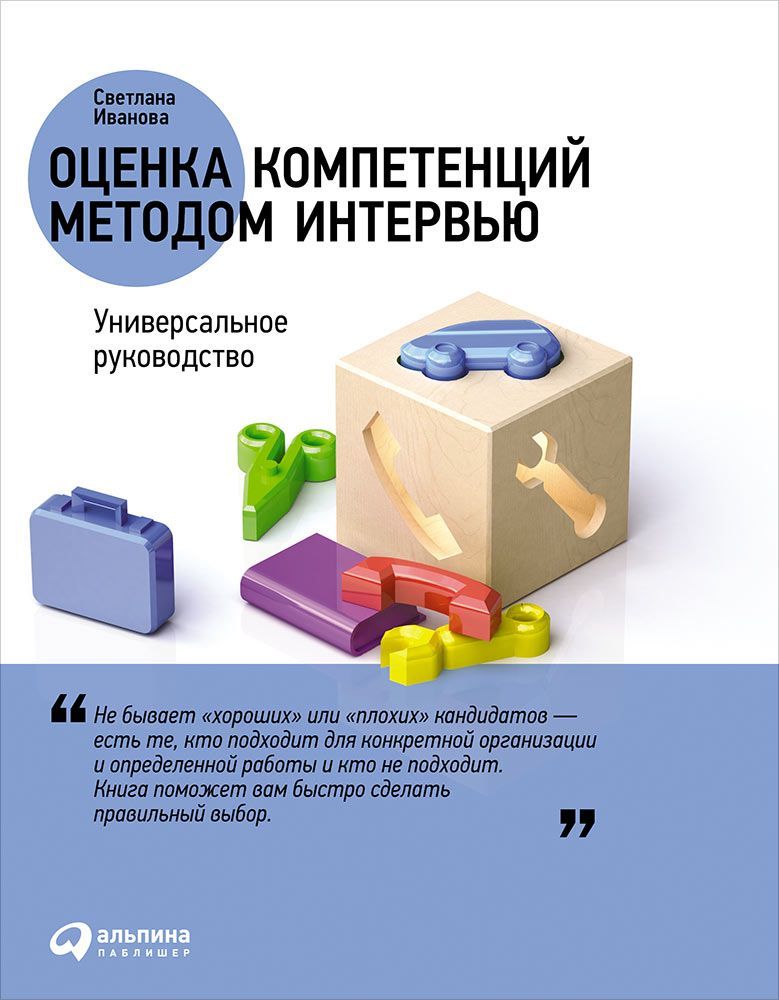 Светлана
Иванова
ОЦЕНКА КОМПЕТЕНЦИЙ
МЕТОДОМ ИНТЕРВЬЮ
Универсальное
руководство
“ Не бывает «хороших» или «плохих» кандидатов —
есть те, кто подходит для конкретной организации
и определенной работы и кто не подходит.
Книга поможет вам быстро сделать
правильный выбор. ”
альпина
ПАБЛИШЕР